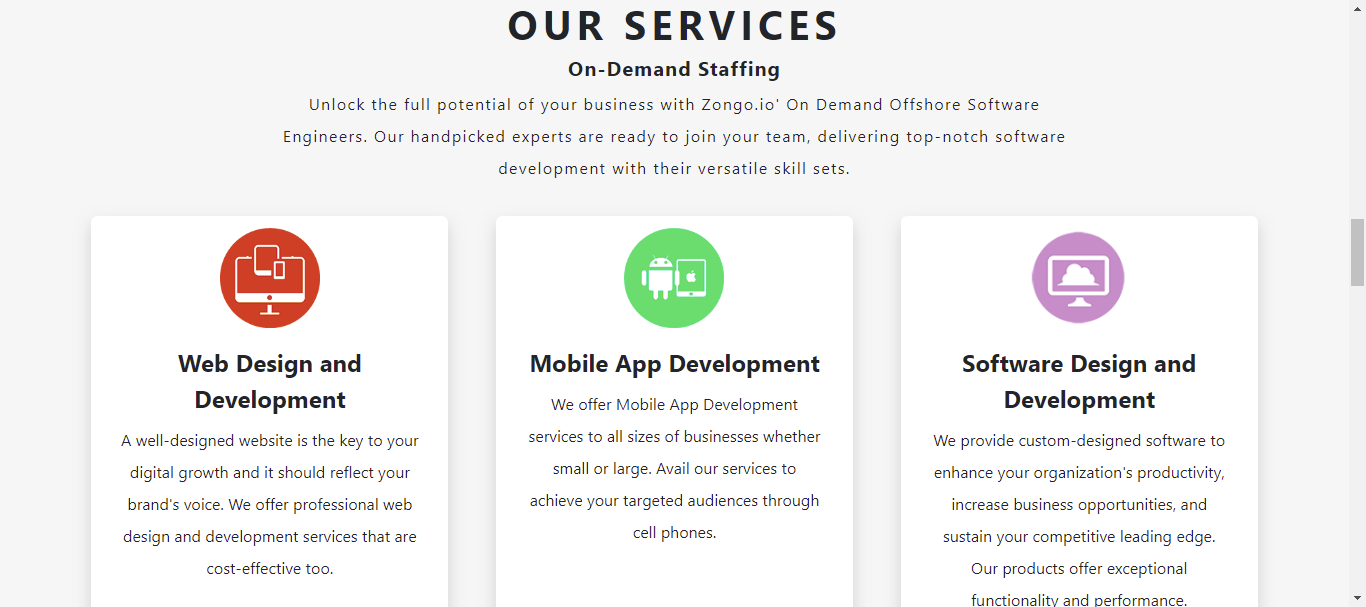 OUR SERVICES
On-Demand Staffing
Unlock the full potential of your business with Zongo.io' On Demand Offshore Software
Engineers. Our handpicked experts are ready to join your team, delivering top-notch software
development with their versatile skill sets.
Web Design and
Development
A well-designed website is the key to your
digital growth and it should reflect your
brand's voice. We offer professional web
design and development services that are
cost-effective too.
Mobile App Development
We offer Mobile App Development
services to all sizes of businesses whether
small or large. Avail our services to
achieve your targeted audiences through
cell phones.
Software Design and
Development
We provide custom-designed software to
enhance your organization's productivity,
increase business opportunities, and
sustain your competitive leading edge.
Our products offer exceptional
functionality and performance.